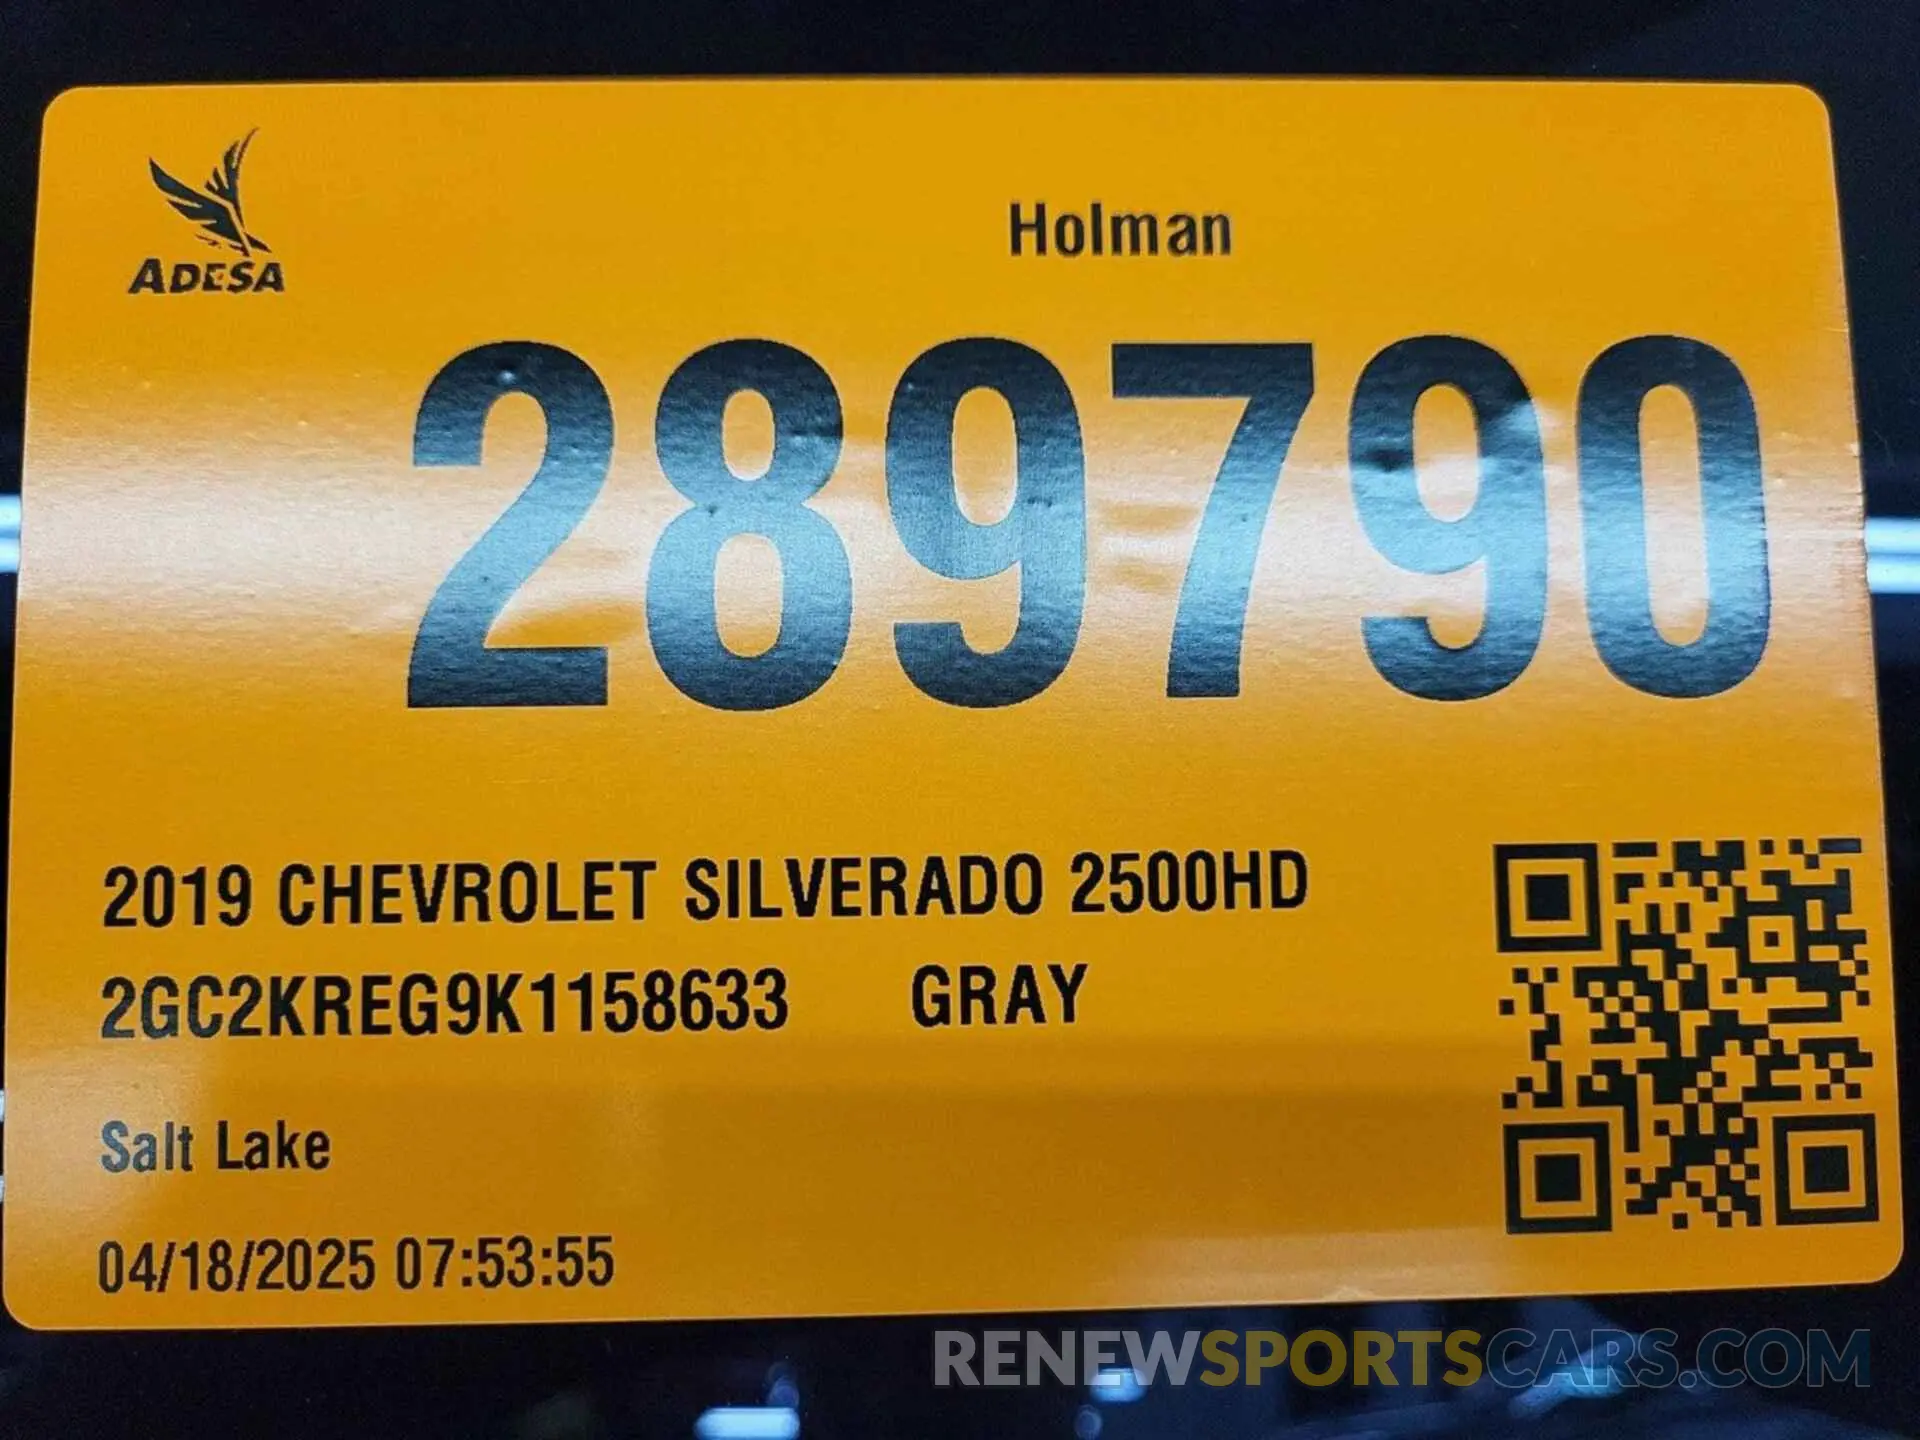 ADESA
Holman
289790
2019 CHEVROLET SILVERADO 2500HD
2GC2KREG9K1158633 GRAY
Salt Lake
04/18/2025 07:53:55
RENEWSPORTSCARS.COM